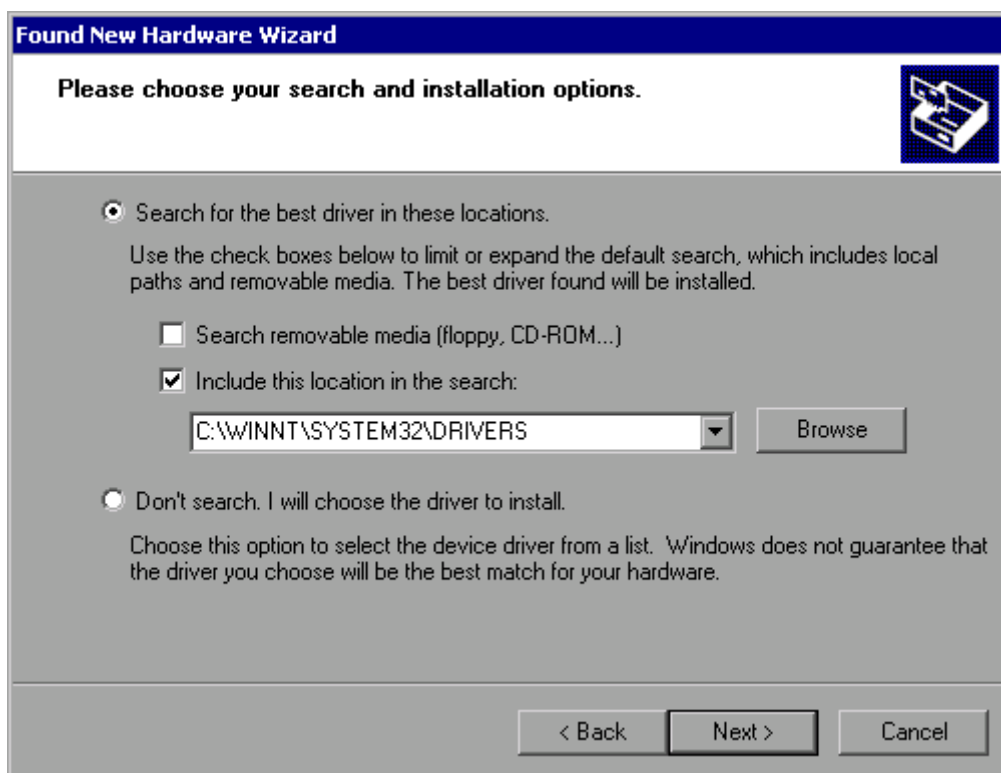 Found New Hardware Wizard
Please choose your search and installation options.
Search for the best driver in these locations.
Use the check boxes below to limit or expand the default search, which includes local
paths and removable media. The best driver found will be installed.
Search removable media (floppy, CD-ROM...)
Include this location in the search:
C:\WINNT\SYSTEM32\DRIVERS
Browse
Don't search. I will choose the driver to install.
Choose this option to select the device driver from a list.  Windows does not guarantee that
the driver you choose will be the best match for your hardware.
< Back
Next >
Cancel